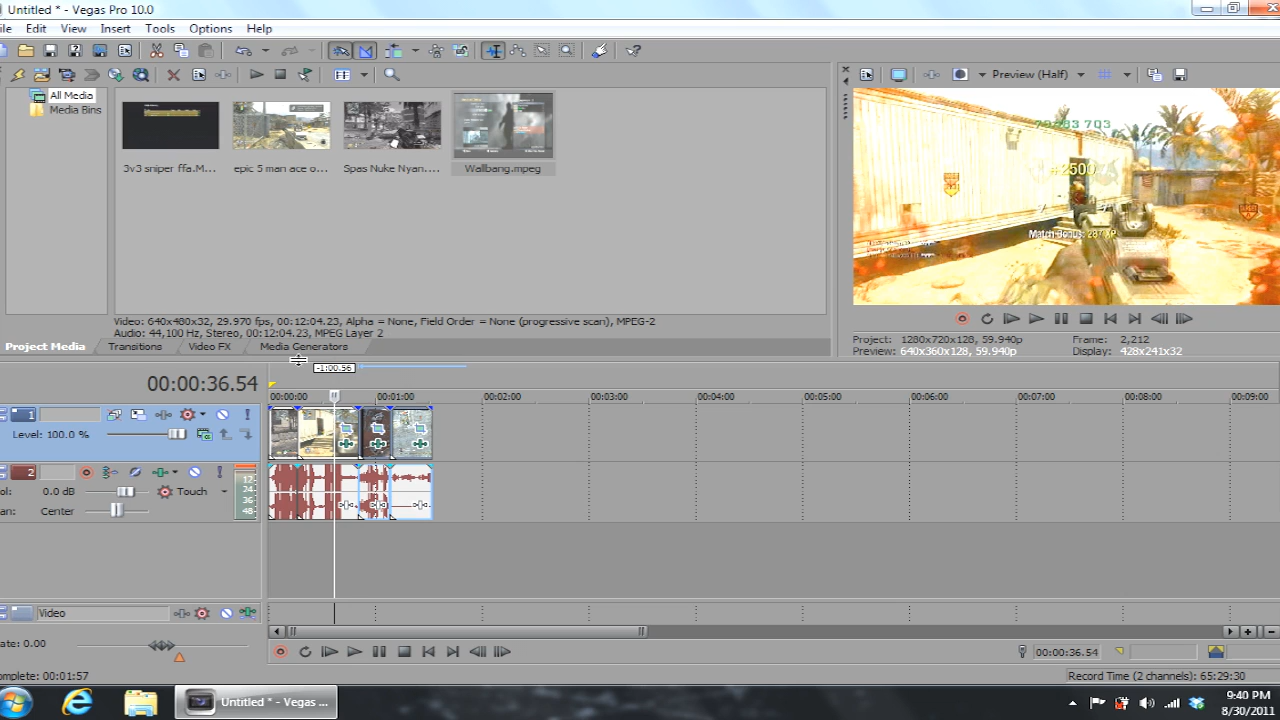 Untitled * - Vegas Pro 10.0
ile Edit View Insert Tools Options Help
Preview (Half)
All Media
Media Bins
3v3 sniper ffa.M... epic 5 man ace o... Spas Nuke Nyan.... Wallbang.mpeg
+2500
Match Bonus: 287 XP
Video: 640x480x32, 29.970 fps, 00:12:04.23, Alpha = None, Field Order = None (progressive scan), MPEG-2
Audio: 44,100 Hz, Stereo, 00:12:04.23, MPEG Layer 2
Project Media Transitions Video FX Media Generators
Project: 1280x720x128, 59.940p Frame: 2,212
Preview: 640x360x128, 59.940p Display: 428x241x32
-1:00.56
00:00:36.54
00:00:00 00:01:00 00:02:00 00:03:00 00:04:00 00:05:00 00:06:00 00:07:00 00:08:00 00:09:00
1
Level: 100.0 %
2
12
24
36
48
ol: 0.0 dB Touch
an: Center
Video
ate: 0.00
00:00:36.54
omplete: 00:01:57
Record Time (2 channels): 65:29:30
Untitled * - Vegas ...
9:40 PM
8/30/2011